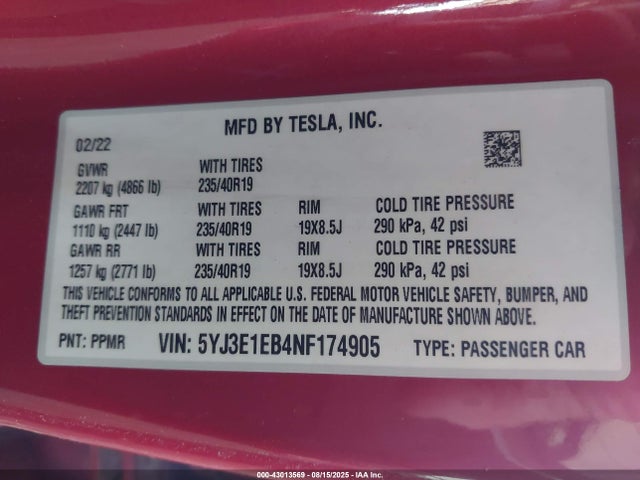 MFD BY TESLA, INC.
02/22
GVWR WITH TIRES
2207 kg (4866 lb) 235/40R19
GAWR FRT WITH TIRES RIM COLD TIRE PRESSURE
1110 kg (2447 lb) 235/40R19 19X8.5J 290 kPa, 42 psi
GAWR RR WITH TIRES RIM COLD TIRE PRESSURE
1257 kg (2771 lb) 235/40R19 19X8.5J 290 kPa, 42 psi
THIS VEHICLE CONFORMS TO ALL APPLICABLE U.S. FEDERAL MOTOR VEHICLE SAFETY, BUMPER, AND
THEFT PREVENTION STANDARDS IN EFFECT ON THE DATE OF MANUFACTURE SHOWN ABOVE.
PNT: PPMR VIN: 5YJ3E1EB4NF174905 TYPE: PASSENGER CAR
000-43013569 - 08/15/2025 - IAA Inc.